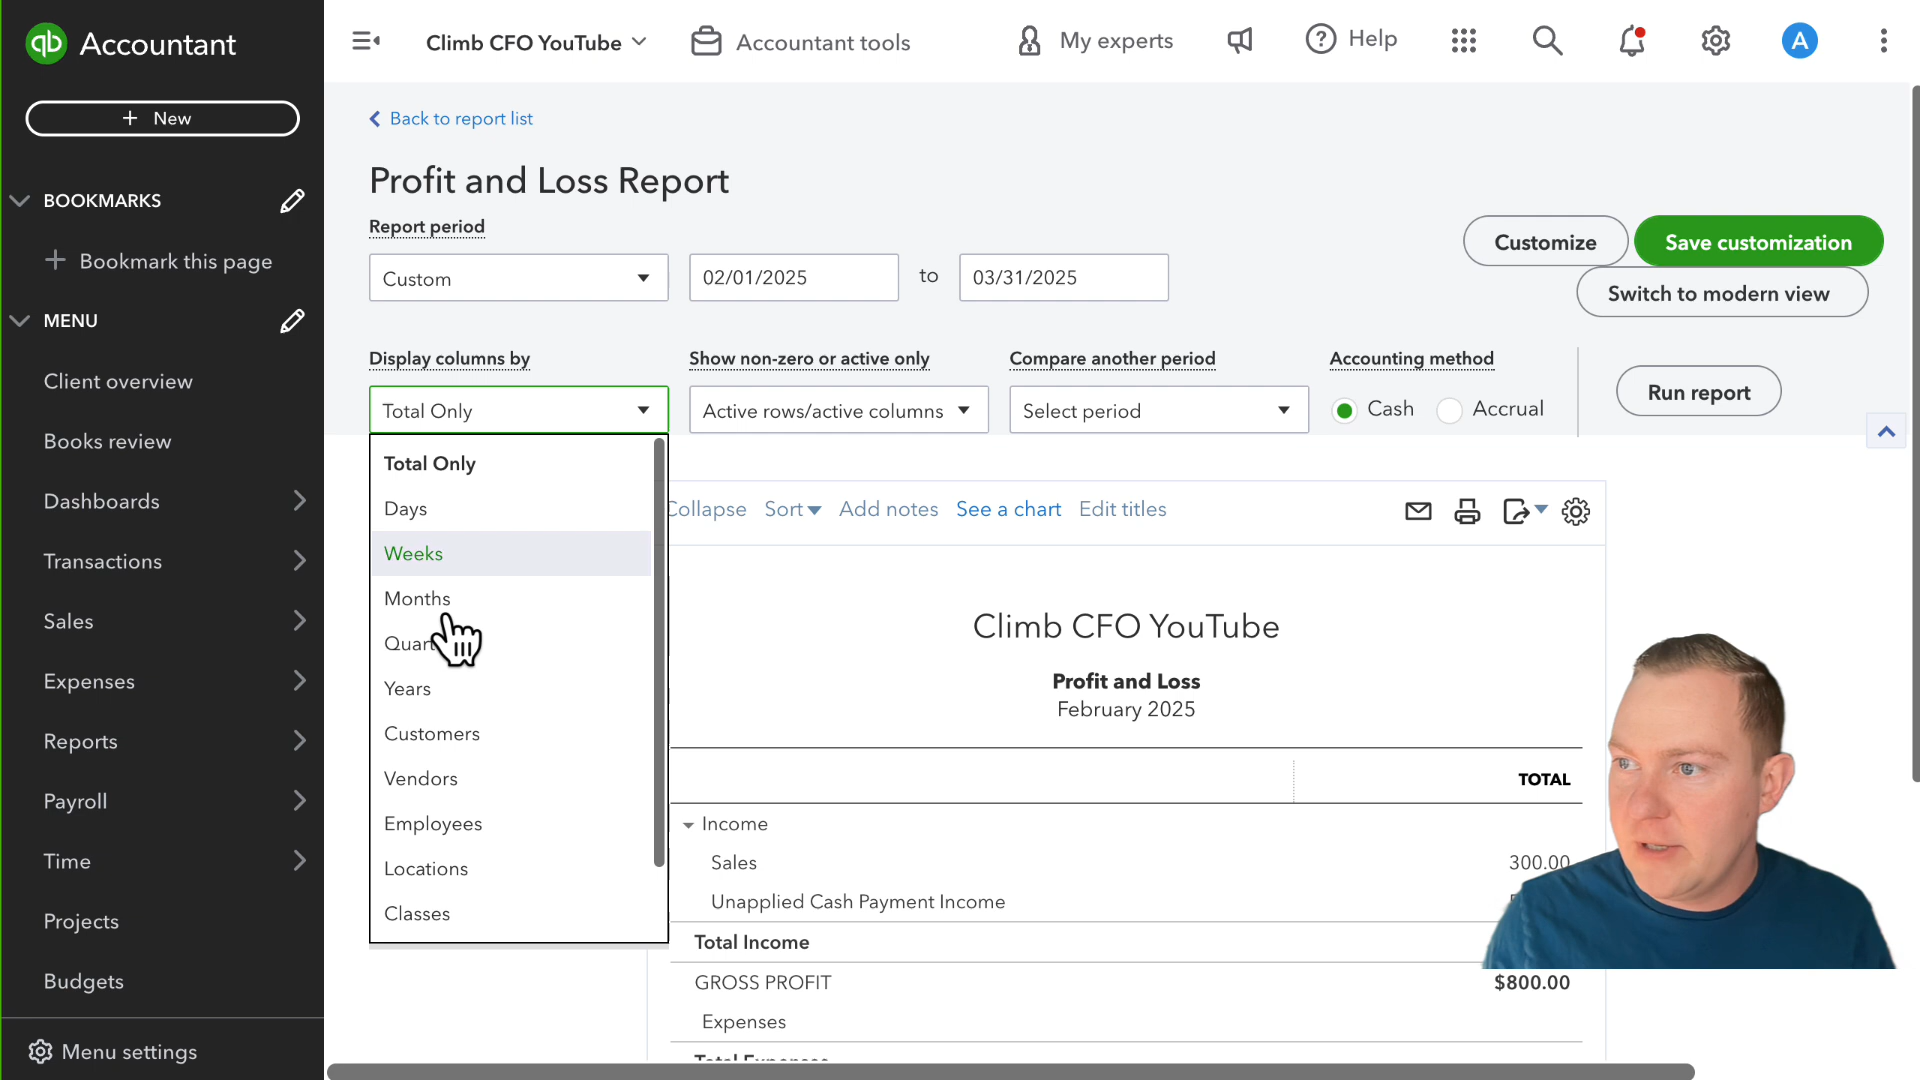 qb Accountant
+ New
BOOKMARKS
Bookmark this page
MENU
Client overview
Books review
Dashboards
Transactions
Sales
Expenses
Reports
Payroll
Time
Projects
Budgets
Menu settings
Climb CFO YouTube
Accountant tools
My experts
Help
A
Back to report list
Profit and Loss Report
Report period
Custom
02/01/2025
to
03/31/2025
Customize
Save customization
Switch to modern view
Display columns by
Show non-zero or active only
Compare another period
Accounting method
Total Only
Active rows/active columns
Select period
Cash
Accrual
Run report
Total Only
Days
Weeks
Months
Quar
Years
Customers
Vendors
Employees
Locations
Classes
Collapse
Sort
Add notes
See a chart
Edit titles
Climb CFO YouTube
Profit and Loss
February 2025
TOTAL
Income
Sales 300.00
Unapplied Cash Payment Income
Total Income
GROSS PROFIT $800.00
Expenses
Total Expenses